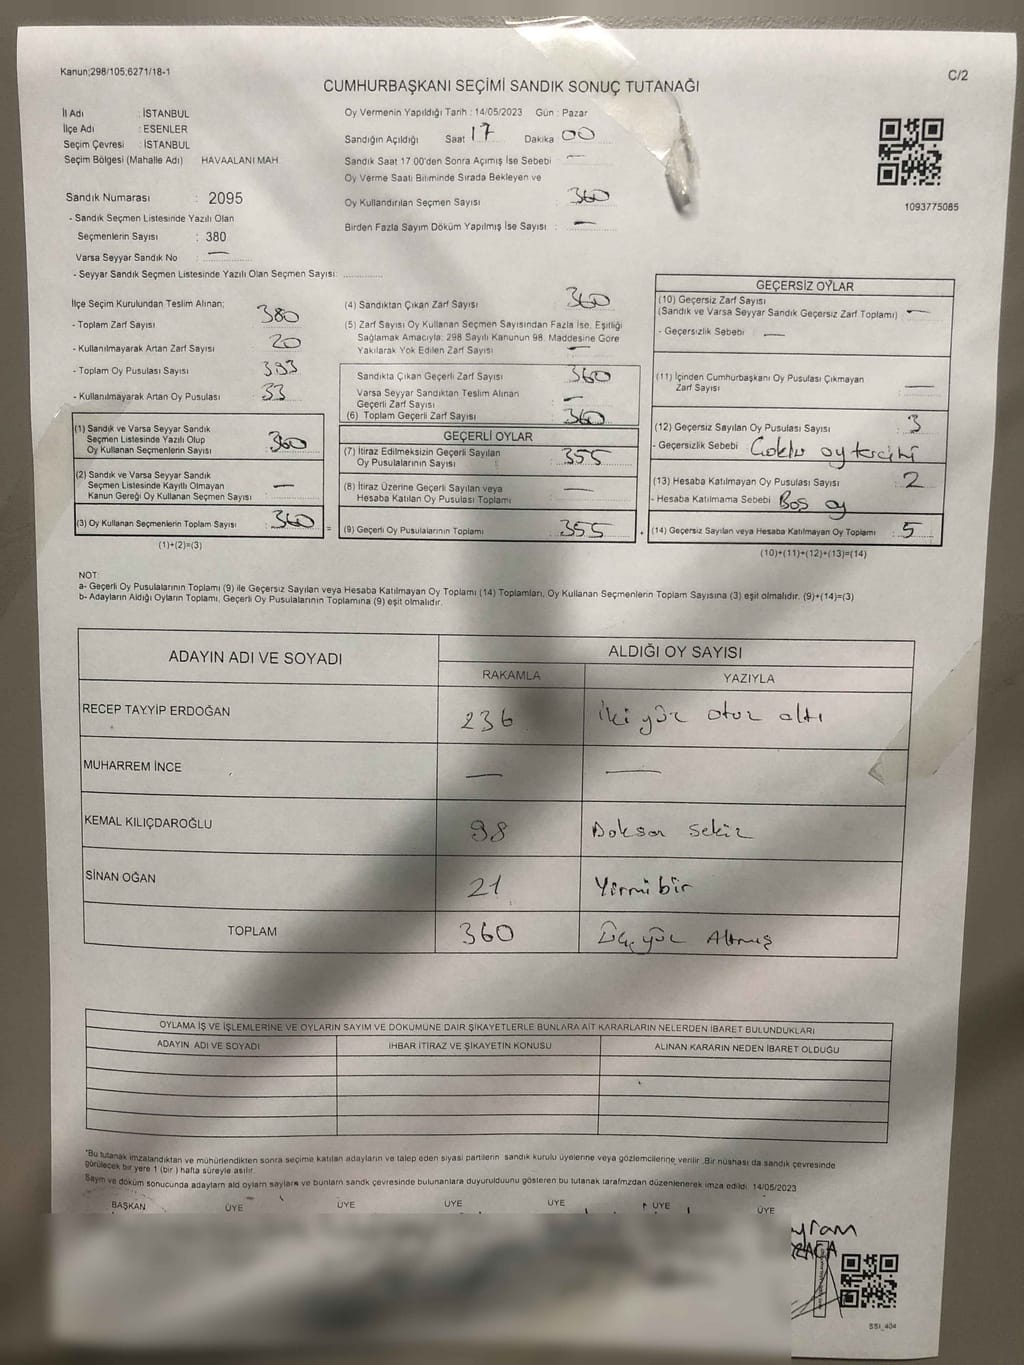 Kanun;298/105;6271/18-1
C/2
CUMHURBAŞKANI SEÇİMİ SANDIK SONUÇ TUTANAĞI
İl Adı : İSTANBUL
İlçe Adı : ESENLER
Seçim Çevresi : İSTANBUL
Seçim Bölgesi (Mahalle Adı) HAVAALANI MAH
Sandık Numarası : 2095
- Sandık Seçmen Listesinde Yazılı Olan
Seçmenlerin Sayısı : 380
Varsa Seyyar Sandık No : —
- Seyyar Sandık Seçmen Listesinde Yazılı Olan Seçmen Sayısı: ............
Oy Vermenin Yapıldığı Tarih : 14/05/2023 Gün : Pazar
Sandığın Açıldığı Saat 17 Dakika 00
Sandık Saat 17 00'den Sonra Açımış İse Sebebi : —
Oy Verme Saati Bitiminde Sırada Bekleyen ve
Oy Kullandırılan Seçmen Sayısı : 360
Birden Fazla Sayım Döküm Yapılmış İse Sayısı : —
1093775085
İlçe Seçim Kurulundan Teslim Alınan;
- Toplam Zarf Sayısı : 380
- Kullanılmayarak Artan Zarf Sayısı : 20
- Toplam Oy Pusulası Sayısı : 393
- Kullanılmayarak Artan Oy Pusulası : 33
(1) Sandık ve Varsa Seyyar Sandık
Seçmen Listesinde Yazılı Olup
Oy Kullanan Seçmenlerin Sayısı : 360
(2) Sandık ve Varsa Seyyar Sandık
Seçmen Listesinde Kayıtlı Olmayan
Kanun Gereği Oy Kullanan Seçmen Sayısı : —
(3) Oy Kullanan Seçmenlerin Toplam Sayısı : 360
(1)+(2)=(3)
(4) Sandıktan Çıkan Zarf Sayısı : 360
(5) Zarf Sayısı Oy Kullanan Seçmen Sayısından Fazla İse, Eşitliği
Sağlamak Amacıyla; 298 Sayılı Kanunun 98. Maddesine Göre
Yakılarak Yok Edilen Zarf Sayısı : —
Sandıkta Çıkan Geçerli Zarf Sayısı : 360
Varsa Seyyar Sandıktan Teslim Alınan
Geçerli Zarf Sayısı : —
(6) Toplam Geçerli Zarf Sayısı : 360
GEÇERLİ OYLAR
(7) İtiraz Edilmeksizin Geçerli Sayılan
Oy Pusulalarının Sayısı : 355
(8) İtiraz Üzerine Geçerli Sayılan veya
Hesaba Katılan Oy Pusulası Toplamı : —
= (9) Geçerli Oy Pusulalarının Toplamı : 355
GEÇERSİZ OYLAR
(10) Geçersiz Zarf Sayısı
(Sandık ve Varsa Seyyar Sandık Geçersiz Zarf Toplamı) : —
- Geçersizlik Sebebi : —
(11) İçinden Cumhurbaşkanı Oy Pusulası Çıkmayan
Zarf Sayısı : —
(12) Geçersiz Sayılan Oy Pusulası Sayısı : 3
- Geçersizlik Sebebi Çoklu oy tercihi
(13) Hesaba Katılmayan Oy Pusulası Sayısı : 2
- Hesaba Katılmama Sebebi Boş oy
(14) Geçersiz Sayılan veya Hesaba Katılmayan Oy Toplamı : 5
(10)+(11)+(12)+(13)=(14)
NOT:
a- Geçerli Oy Pusulalarının Toplamı (9) ile Geçersiz Sayılan veya Hesaba Katılmayan Oy Toplamı (14) Toplamları, Oy Kullanan Seçmenlerin Toplam Sayısına (3) eşit olmalıdır. (9)+(14)=(3)
b- Adayların Aldığı Oyların Toplamı, Geçerli Oy Pusulalarının Toplamına (9) eşit olmalıdır.
ADAYIN ADI VE SOYADI ALDIĞI OY SAYISI
RAKAMLA YAZIYLA
RECEP TAYYİP ERDOĞAN 236 iki yüz otuz altı
MUHARREM İNCE — —
KEMAL KILIÇDAROĞLU 98 Doksan sekiz
SİNAN OĞAN 21 Yirmi bir
TOPLAM 360 Üç yüz Altmış
OYLAMA İŞ VE İŞLEMLERİNE VE OYLARIN SAYIM VE DÖKÜMÜNE DAİR ŞİKAYETLERLE BUNLARA AİT KARARLARIN NELERDEN İBARET BULUNDUKLARI
ADAYIN ADI VE SOYADI İHBAR İTİRAZ VE ŞİKAYETİN KONUSU ALINAN KARARIN NEDEN İBARET OLDUĞU
*Bu tutanak imzalandıktan ve mühürlendikten sonra seçime katılan adayların ve talep eden siyasi partilerin sandık kurulu üyelerine veya gözlemcilerine verilir .Bir nüshası da sandık çevresinde
görülecek bir yere 1 (bir ) hafta süreyle asılır.
Sayım ve döküm sonucunda adayların ald oyların sayları ve bunların sandk çevresinde bulunanlara duyurulduunu gösteren bu tutanak tarafmzdan düzenlenerek imza edildi. 14/05/2023
BAŞKAN ÜYE ÜYE ÜYE ÜYE ÜYE ÜYE
SSI_404